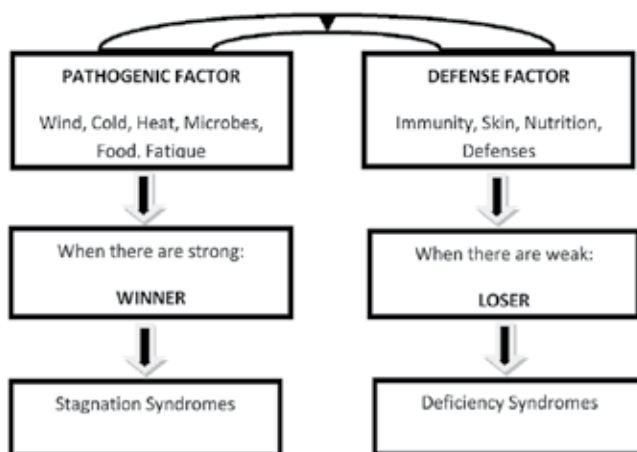 PATHOGENIC FACTOR
Wind, Cold, Heat, Microbes,
Food, Fatique
DEFENSE FACTOR
Immunity, Skin, Nutrition,
Defenses
When there are strong:
WINNER
When there are weak:
LOSER
Stagnation Syndromes
Deficiency Syndromes